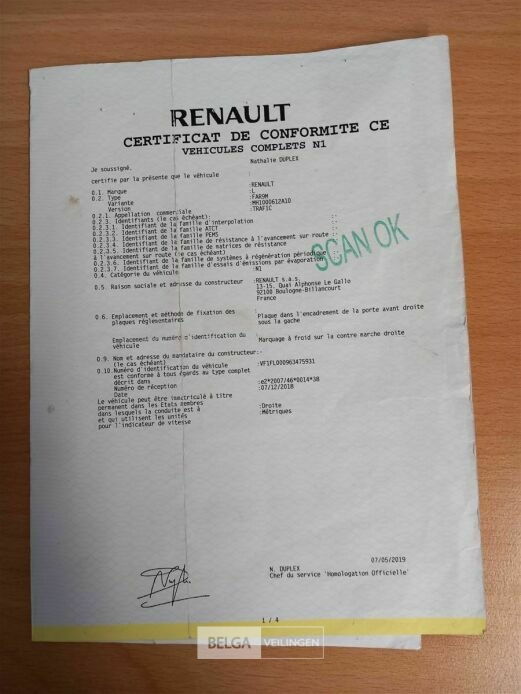 RENAULT
CERTIFICAT DE CONFORMITE CE
VEHICULES COMPLETS N1
Je soussigné, Nathalie DUPLEX
certifie par la présente que le véhicule
0.1. Marque :RENAULT
0.2. Type :L
Variante :FAR9M
Version :MR1000612A10
0.2.1. Appellation commerciale :TRAFIC
0.2.3. Identifiants (le cas échéant):
0.2.3.1. Identifiant de la famille d'interpolation :
0.2.3.2. Identifiant de la famille ATCT :
0.2.3.3. Identifiant de la famille PEMS :
0.2.3.4. Identifiant de la famille de résistance à l'avancement sur route :
0.2.3.5. Identifiant de la famille de matrices de résistance
à l'avancement sur route (le cas échéant) :
0.2.3.6. Identifiant de la famille de systèmes à régénération périodique :
0.2.3.7. Identifiant de la famille d'essais d'émissions par évaporation :
0.4. Catégorie du véhicule :N1
SCAN OK
0.5. Raison sociale et adresse du constructeur :RENAULT s.a.s.
13-15, Quai Alphonse Le Gallo
92100 Boulogne-Billancourt
France
0.6. Emplacement et méthode de fixation des :Plaque dans l'encadrement de la porte avant droite
plaques réglementaires sous la gache
Emplacement du numéro d'identification du :Marquage à froid sur la contre marche droite
véhicule
0.9. Nom et adresse du mandataire du constructeur:-
(le cas échéant)
0.10.Numéro d'identification du véhicule :VF1FL000963475931
est conforme à tous égards au type complet
décrit dans :e2*2007/46*0014*38
Numéro de réception
Date :07/12/2018
Le véhicule peut être immatriculé à titre
permanent dans les Etats membres
dans lesquels la conduite est à :Droite
et qui utilisent les unités :Métriques
pour l'indicateur de vitesse
07/05/2019
N. DUPLEX
Chef du service 'Homologation Officielle'
1 / 4
BELGA VEILINGEN